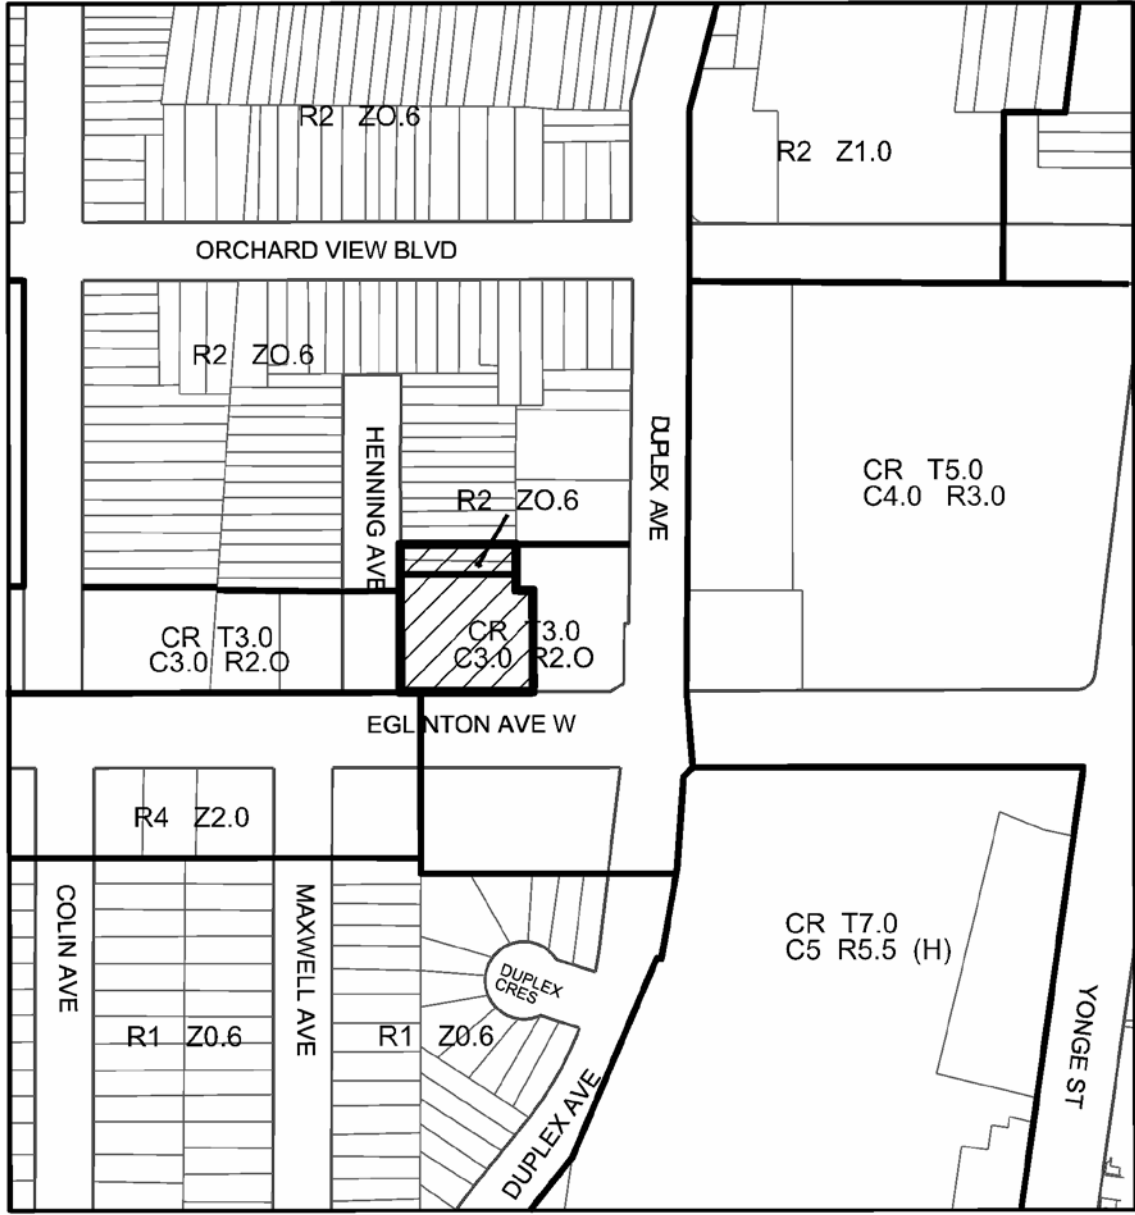 R2 ZO.6
R2 Z1.0
ORCHARD VIEW BLVD
R2 ZO.6
HENNING AVE
DUPLEX AVE
CR T5.0
C4.0 R3.0
R2 ZO.6
CR T3.0
C3.0 R2.O
CR T3.0
C3.0 R2.O
EGLINTON AVE W
R4 Z2.0
COLIN AVE
MAXWELL AVE
CR T7.0
C5 R5.5 (H)
DUPLEX
CRES
R1 Z0.6
R1 Z0.6
YONGE ST
DUPLEX AVE